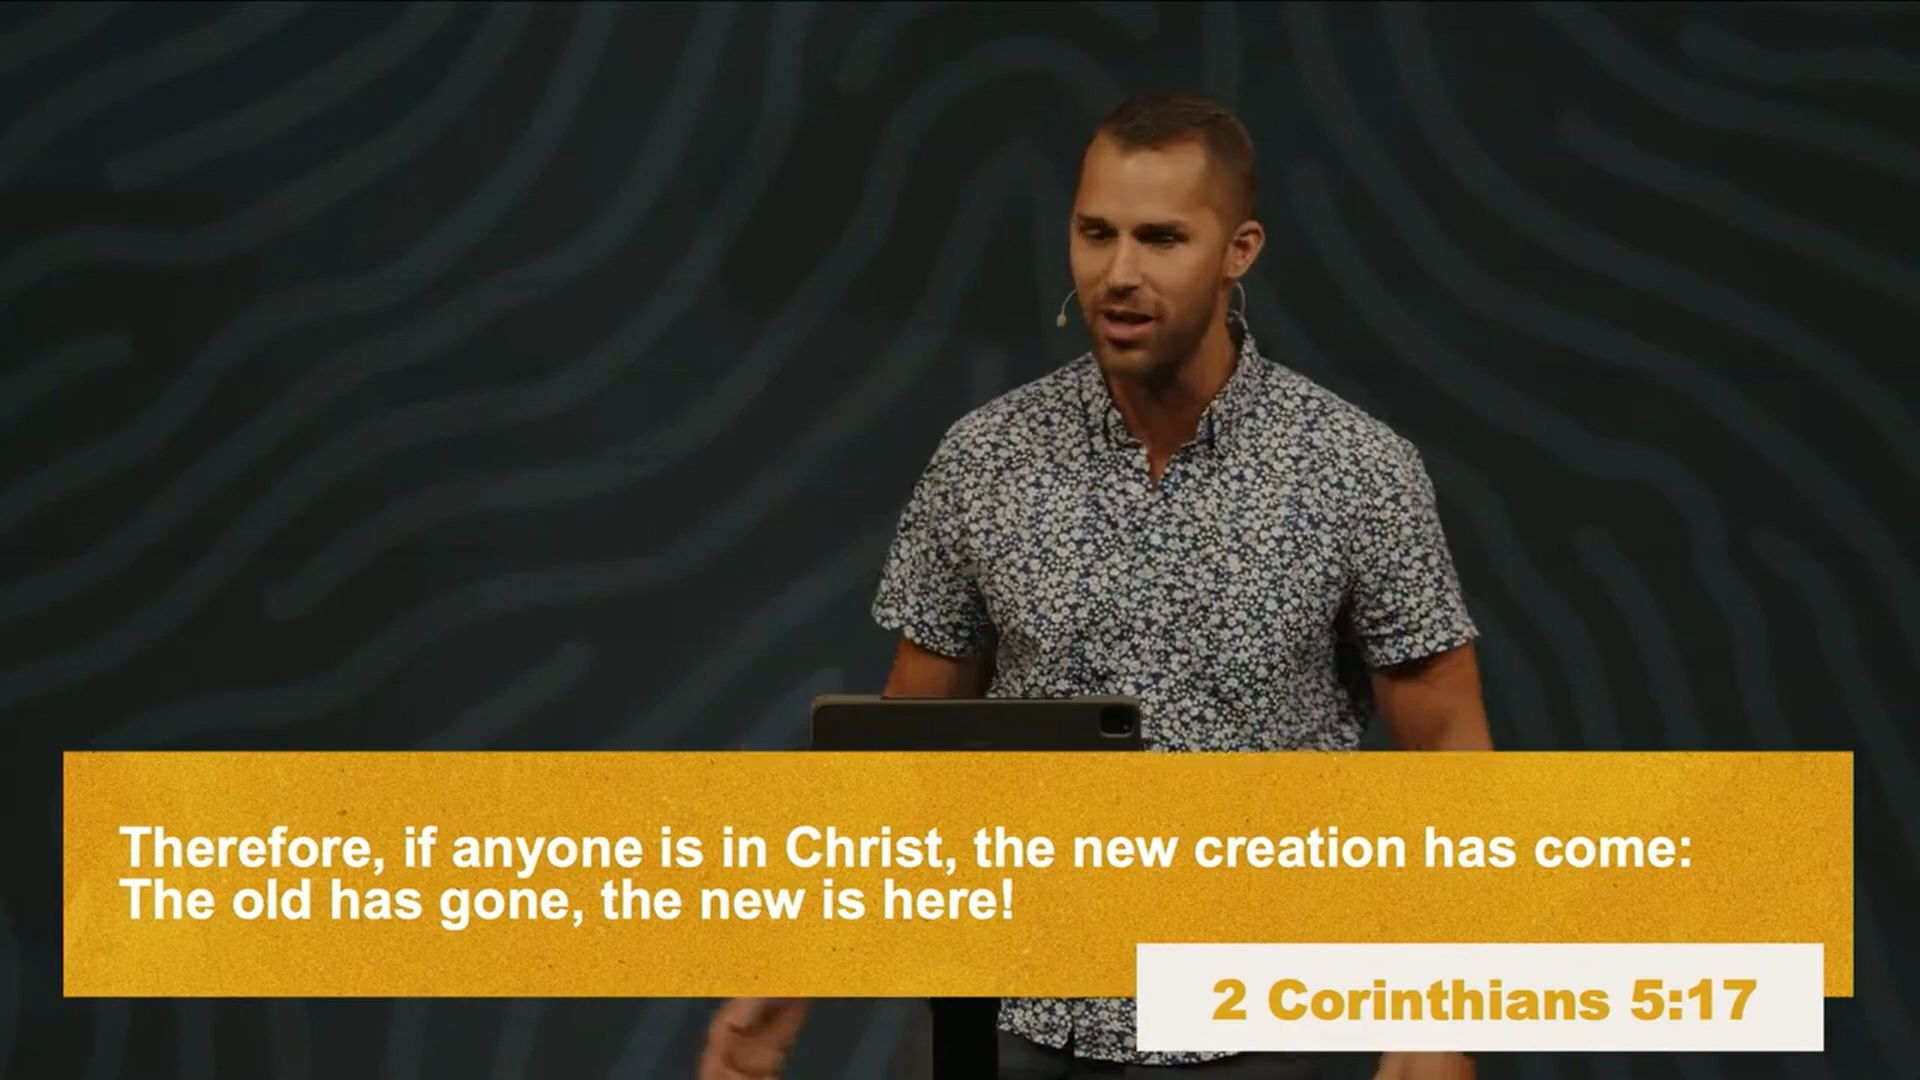 Therefore, if anyone is in Christ, the new creation has come:
The old has gone, the new is here!
2 Corinthians 5:17